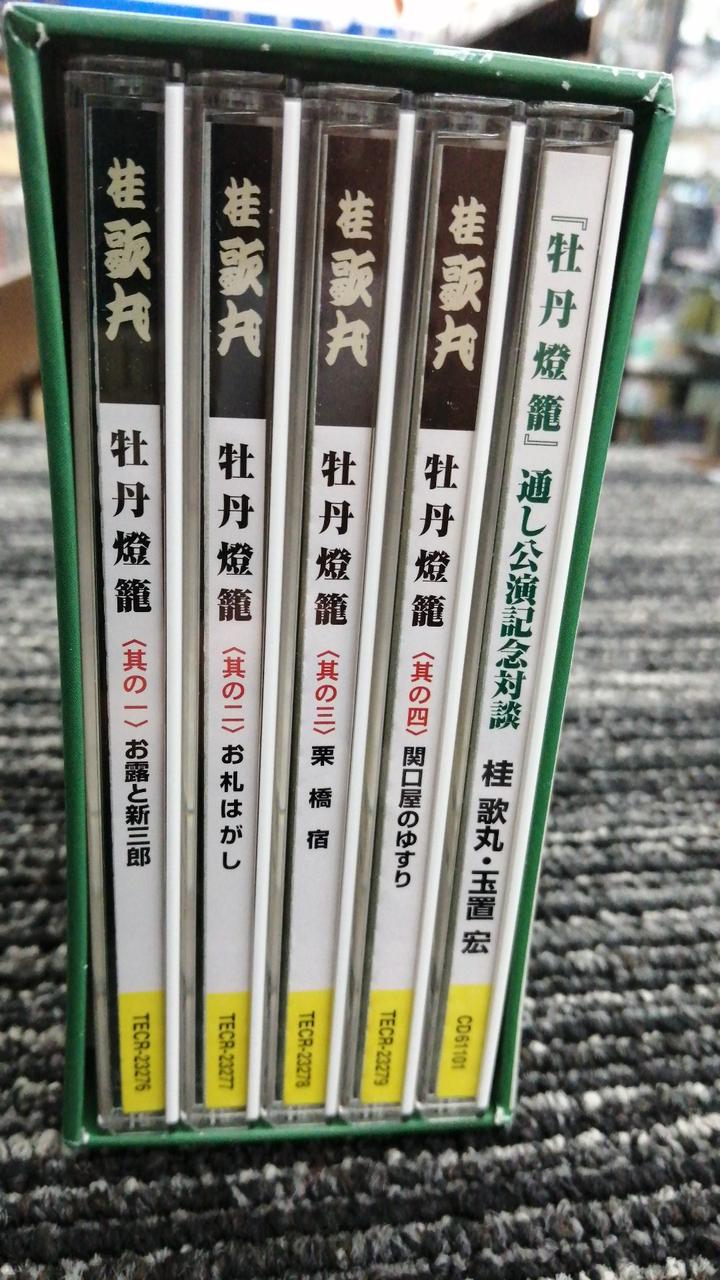 桂歌丸
牡丹燈籠
〈其の一〉お露と新三郎
TECR-23276
桂歌丸
牡丹燈籠
〈其の二〉お札はがし
TECR-23277
桂歌丸
牡丹燈籠
〈其の三〉栗橋宿
TECR-23278
桂歌丸
牡丹燈籠
〈其の四〉関口屋のゆすり
TECR-23279
『牡丹燈籠』通し公演記念対談
桂 歌丸・玉置 宏
CD61101